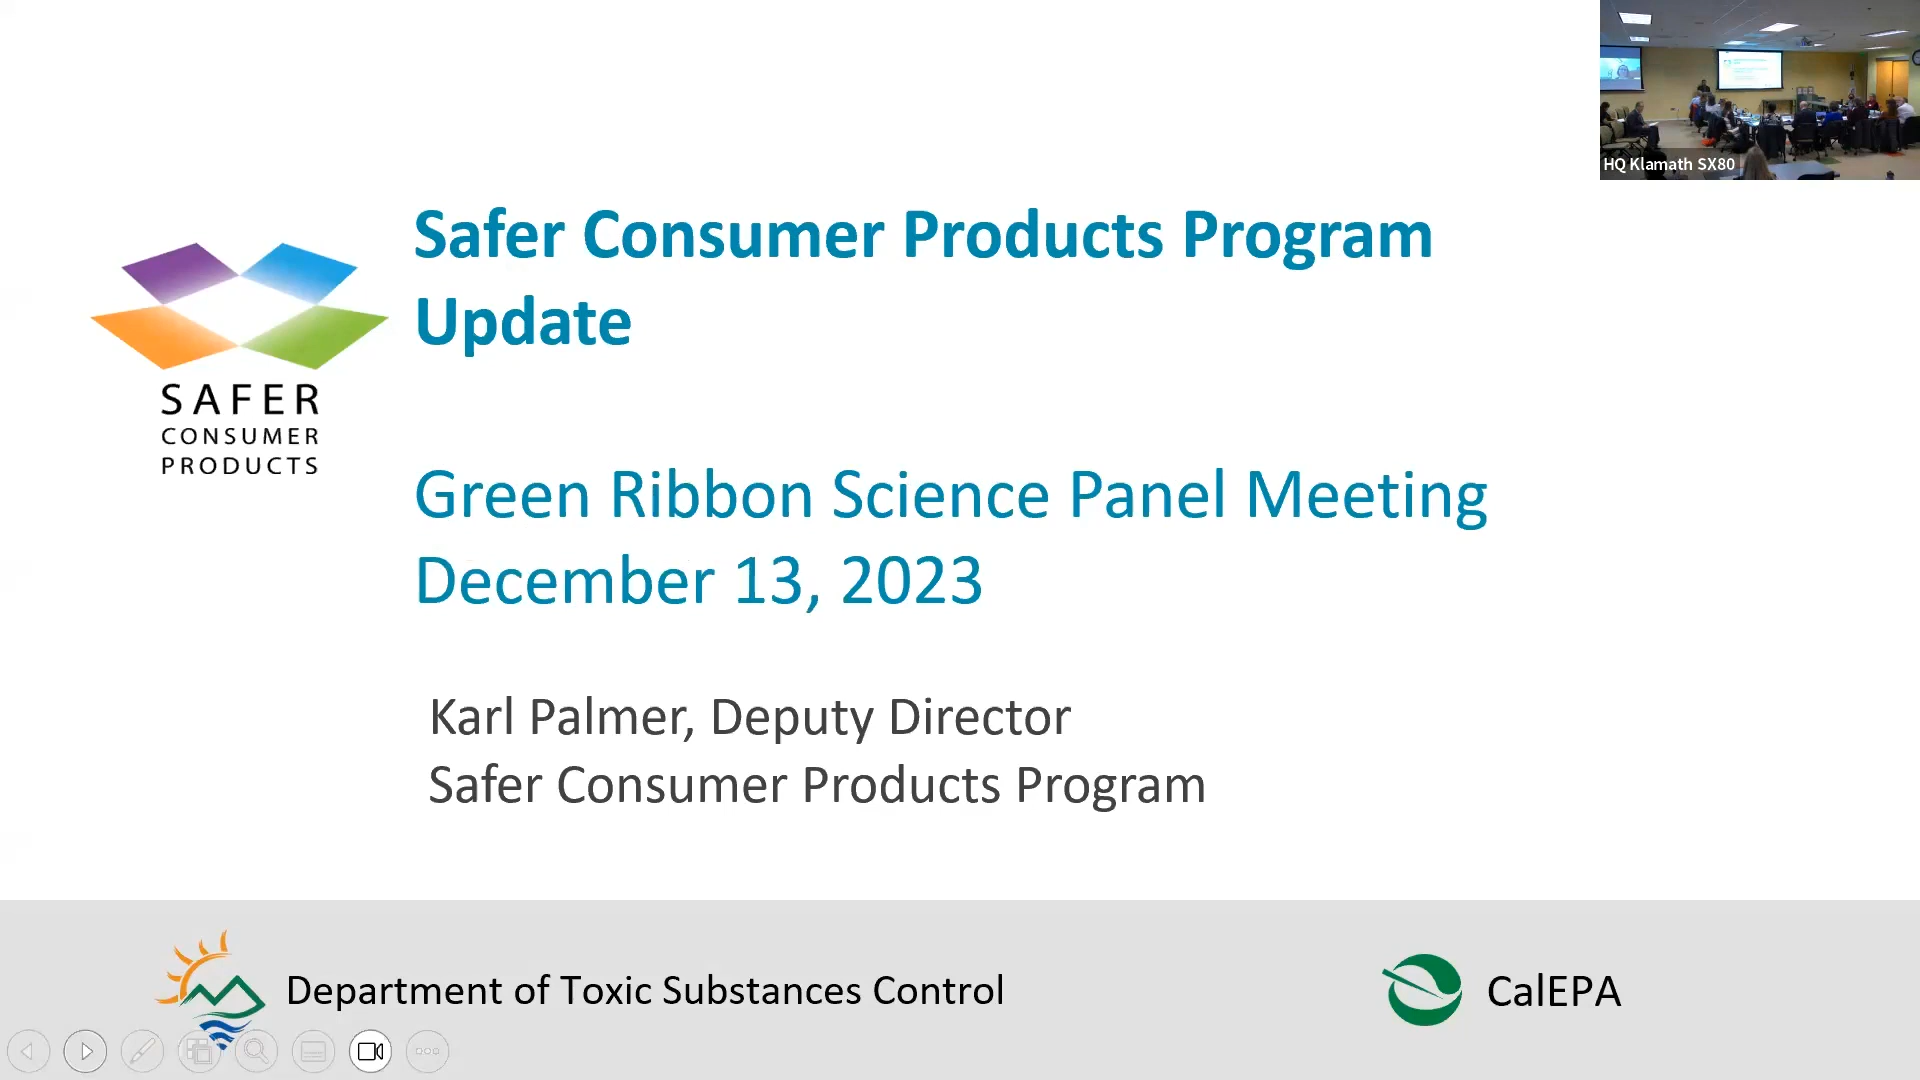 HQ Klamath SX80
Safer Consumer Products Program
Update
SAFER
CONSUMER
PRODUCTS
Green Ribbon Science Panel Meeting
December 13, 2023
Karl Palmer, Deputy Director
Safer Consumer Products Program
Department of Toxic Substances Control
CalEPA